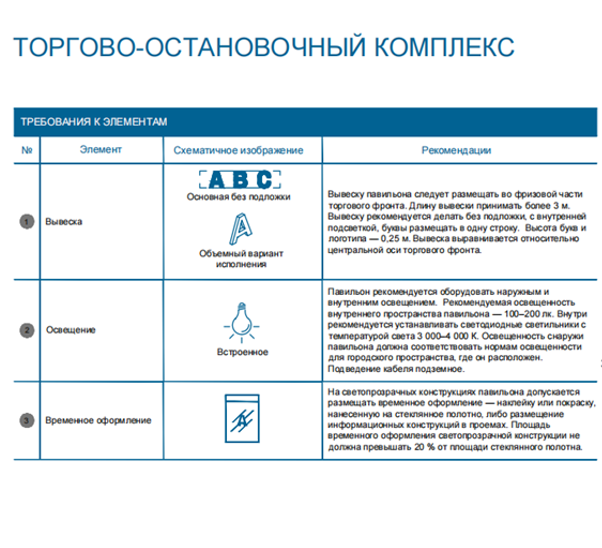 ТОРГОВО-ОСТАНОВОЧНЫЙ КОМПЛЕКС
ТРЕБОВАНИЯ К ЭЛЕМЕНТАМ
№ Элемент Схематичное изображение Рекомендации
1 Вывеска
ABC
Основная без подложки
A
Объемный вариант
исполнения
Вывеску павильона следует размещать во фризовой части
торгового фронта. Длину вывески принимать более 3 м.
Вывеску рекомендуется делать без подложки, с внутренней
подсветкой, буквы размещать в одну строку. Высота букв и
логотипа — 0,25 м. Вывеска выравнивается относительно
центральной оси торгового фронта.
2 Освещение
Встроенное
Павильон рекомендуется оборудовать наружным и
внутренним освещением. Рекомендуемая освещенность
внутреннего пространства павильона — 100–200 лк. Внутри
рекомендуется устанавливать светодиодные светильники с
температурой света 3 000–4 000 К. Освещенность снаружи
павильона должна соответствовать нормам освещенности
для городского пространства, где он расположен.
Подведение кабеля подземное.
3 Временное оформление
A
На светопрозрачных конструкциях павильона допускается
размещать временное оформление — наклейку или покраску,
нанесенную на стеклянное полотно, либо размещение
информационных конструкций в проемах. Площадь
временного оформления светопрозрачной конструкции не
должна превышать 20 % от площади стеклянного полотна.